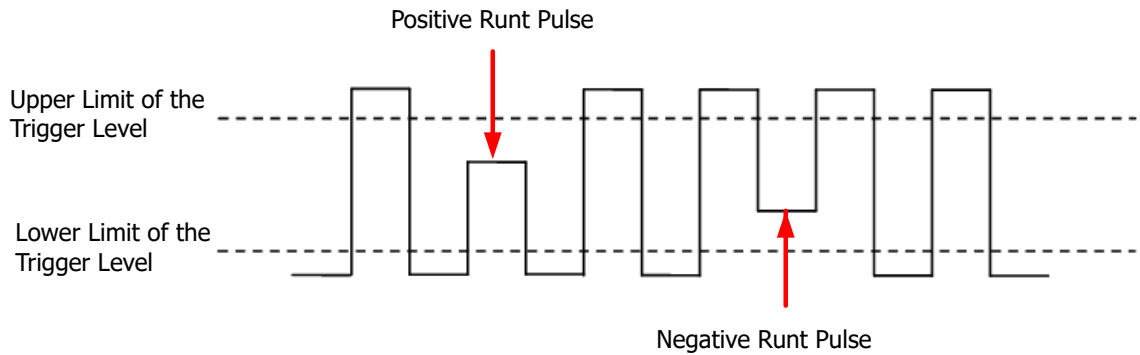 Positive Runt Pulse
Upper Limit of the
Trigger Level
Lower Limit of the
Trigger Level
Negative Runt Pulse